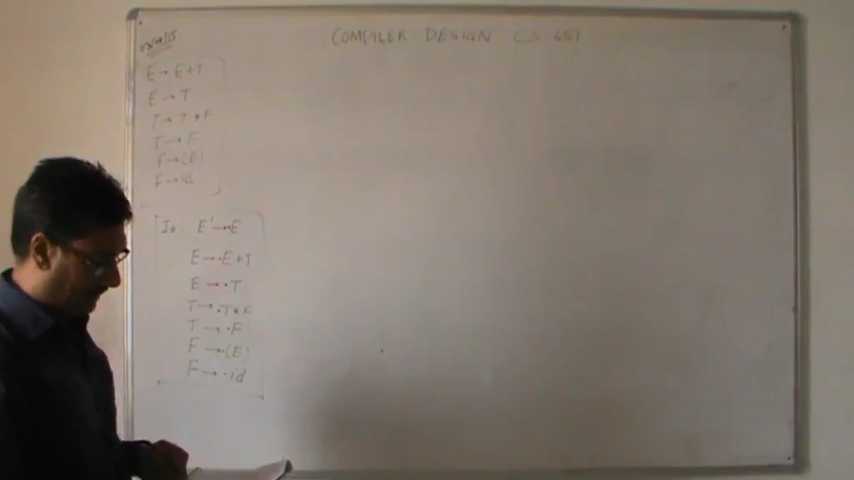 COMPILER DESIGN CS-451
E → E+T
E → T
T → T * F
T → F
F → (E)
F → id
I₀ E' → •E
E → •E+T
E → •T
T → •T*F
T → •F
F → •(E)
F → •id